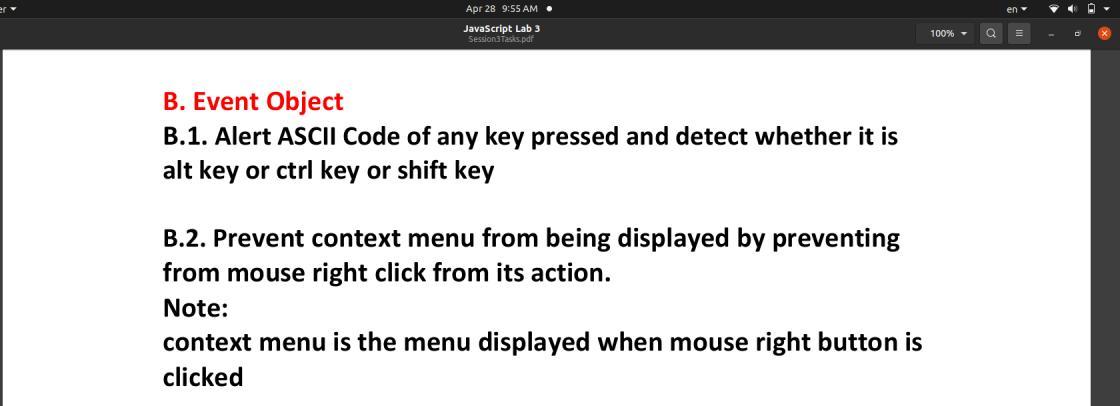 er
Apr 28 9:55 AM
en
JavaScript Lab 3
Session3Tasks.pdf
100%
B. Event Object
B.1. Alert ASCII Code of any key pressed and detect whether it is
alt key or ctrl key or shift key
B.2. Prevent context menu from being displayed by preventing
from mouse right click from its action.
Note:
context menu is the menu displayed when mouse right button is
clicked